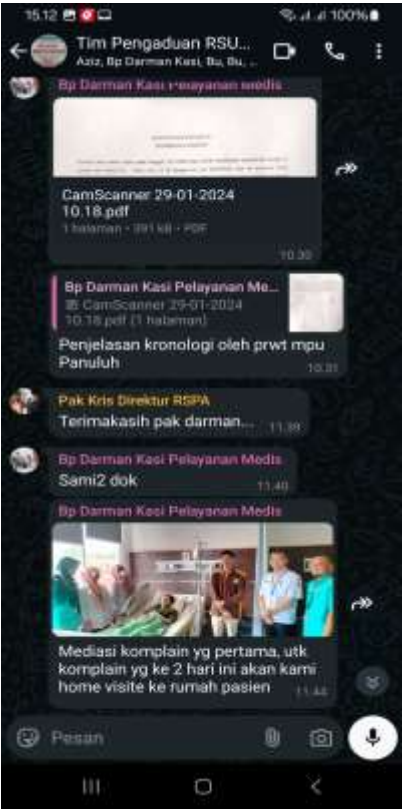 15.12
100%
Tim Pengaduan RSU...
Aziz, Bp Darman Kasi, Bu, Bu, ...
Bp Darman Kasi Pelayanan Medis
CamScanner 29-01-2024
10.18.pdf
1 halaman • 391 kB • PDF
10.30
Bp Darman Kasi Pelayanan Me...
CamScanner 29-01-2024
10.18.pdf (1 halaman)
Penjelasan kronologi oleh prwt mpu
Panuluh
10.31
Pak Kris Direktur RSPA
Terimakasih pak darman...
11.39
Bp Darman Kasi Pelayanan Medis
Sami2 dok
11.40
Bp Darman Kasi Pelayanan Medis
Mediasi komplain yg pertama, utk
komplain yg ke 2 hari ini akan kami
home visite ke rumah pasien
11.44
Pesan